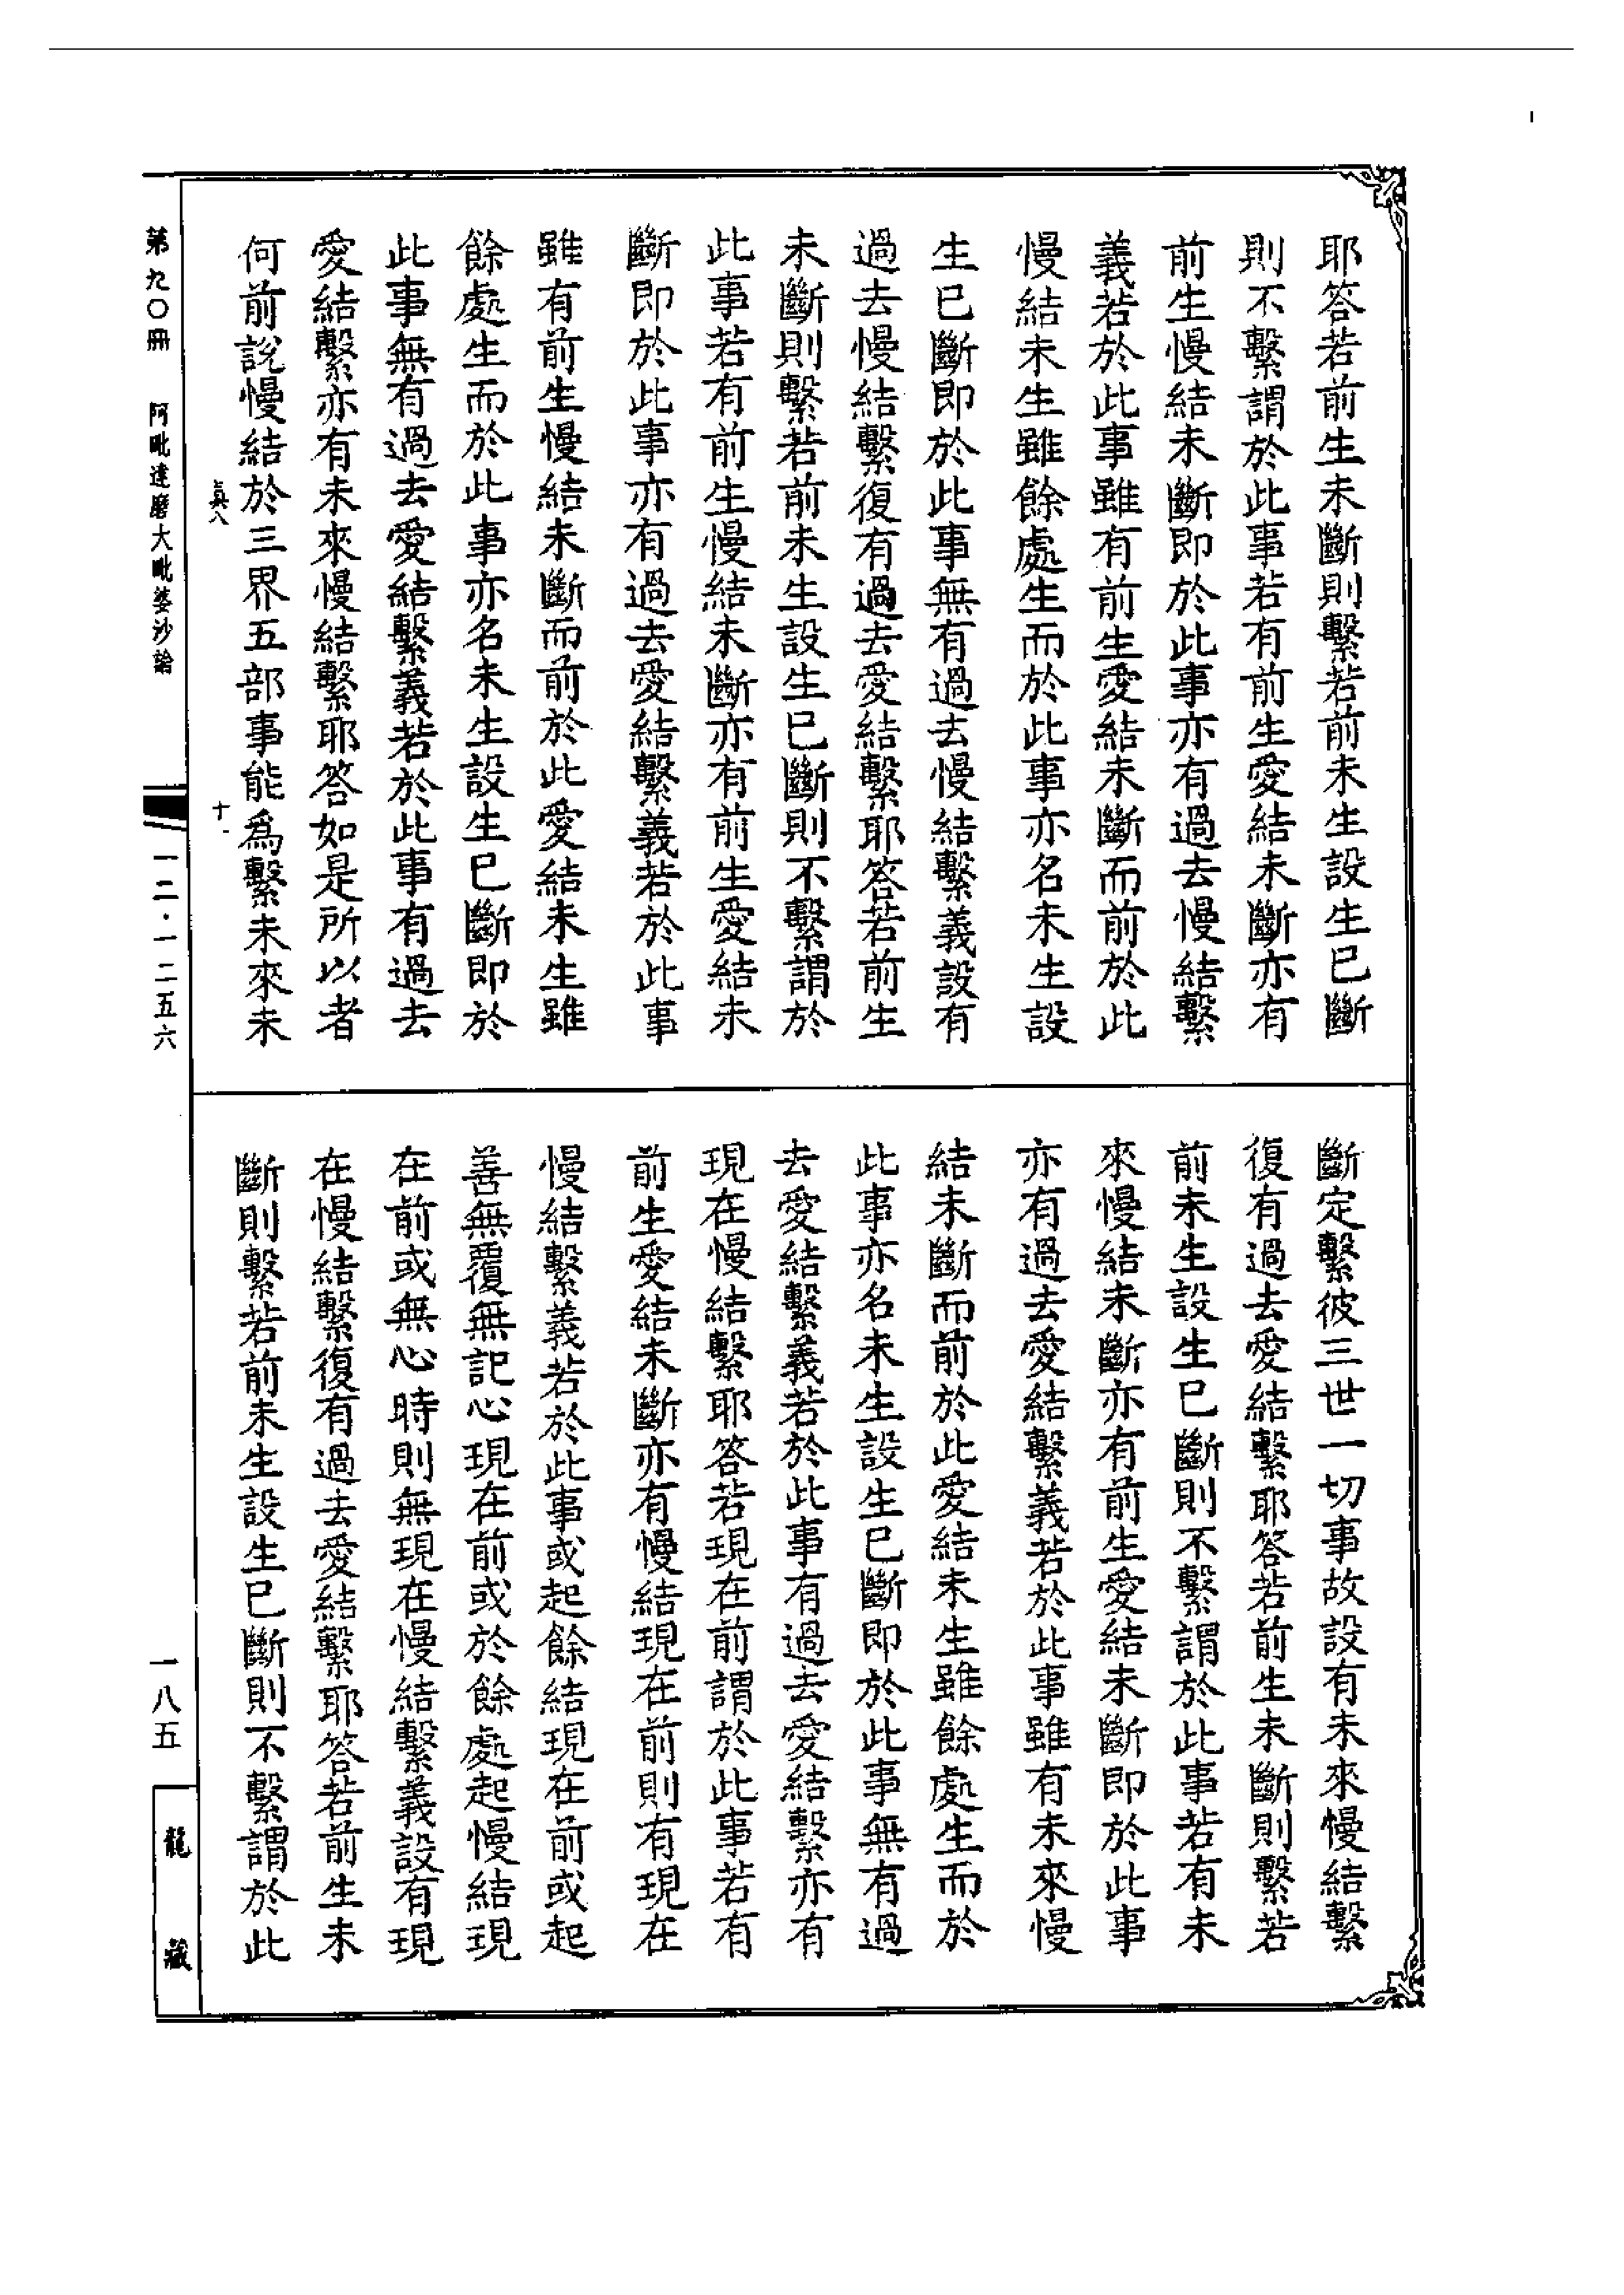 耶答若前生未斷則繫若前未生設生已斷
則不繫謂於此事若有前生愛結未斷亦有
前生慢結未斷即於此事亦有過去慢結繫
義若於此事雖有前生愛結未斷而前於此
慢結未生雖餘處生而於此事亦名未生設
生已斷即於此事無有過去慢結繫義設有
過去慢結繫復有過去愛結繫耶答若前生
未斷則繫若前未生設生已斷則不繫謂於
此事若有前生慢結未斷亦有前生愛結未
斷即於此事亦有過去愛結繫義若於此事
雖有前生慢結未斷而前於此愛結未生雖
餘處生而於此事亦名未生設生已斷即於
此事無有過去愛結繫義若於此事有過去
愛結繫亦有未來慢結繫耶答如是所以者
何前說慢結於三界五部事能為繫未來未
斷定繫彼三世一切事故設有未來慢結繫
復有過去愛結繫耶答若前生未斷則繫若
前未生設生已斷則不繫謂於此事若有未
來慢結未斷亦有前生愛結未斷即於此事
亦有過去愛結繫義若於此事雖有未來慢
結未斷而前於此愛結未生雖餘處生而於
此事亦名未生設生已斷即於此事無有過
去愛結繫義若於此事有過去愛結繫亦有
現在慢結繫耶答若現在前謂於此事若有
前生愛結未斷亦有慢結現在前則有現在
慢結繫義若於此事或起餘結現在前或起
善無覆無記心現在前或於餘處起慢結現
在前或無心時則無現在慢結繫義設有現
在慢結繫復有過去愛結繫耶答若前生未
斷則繫若前未生設生已斷則不繫謂於此
真八
十
第九〇冊
阿毗達磨大毗婆沙論
一二·一二五六
一八五
龍藏